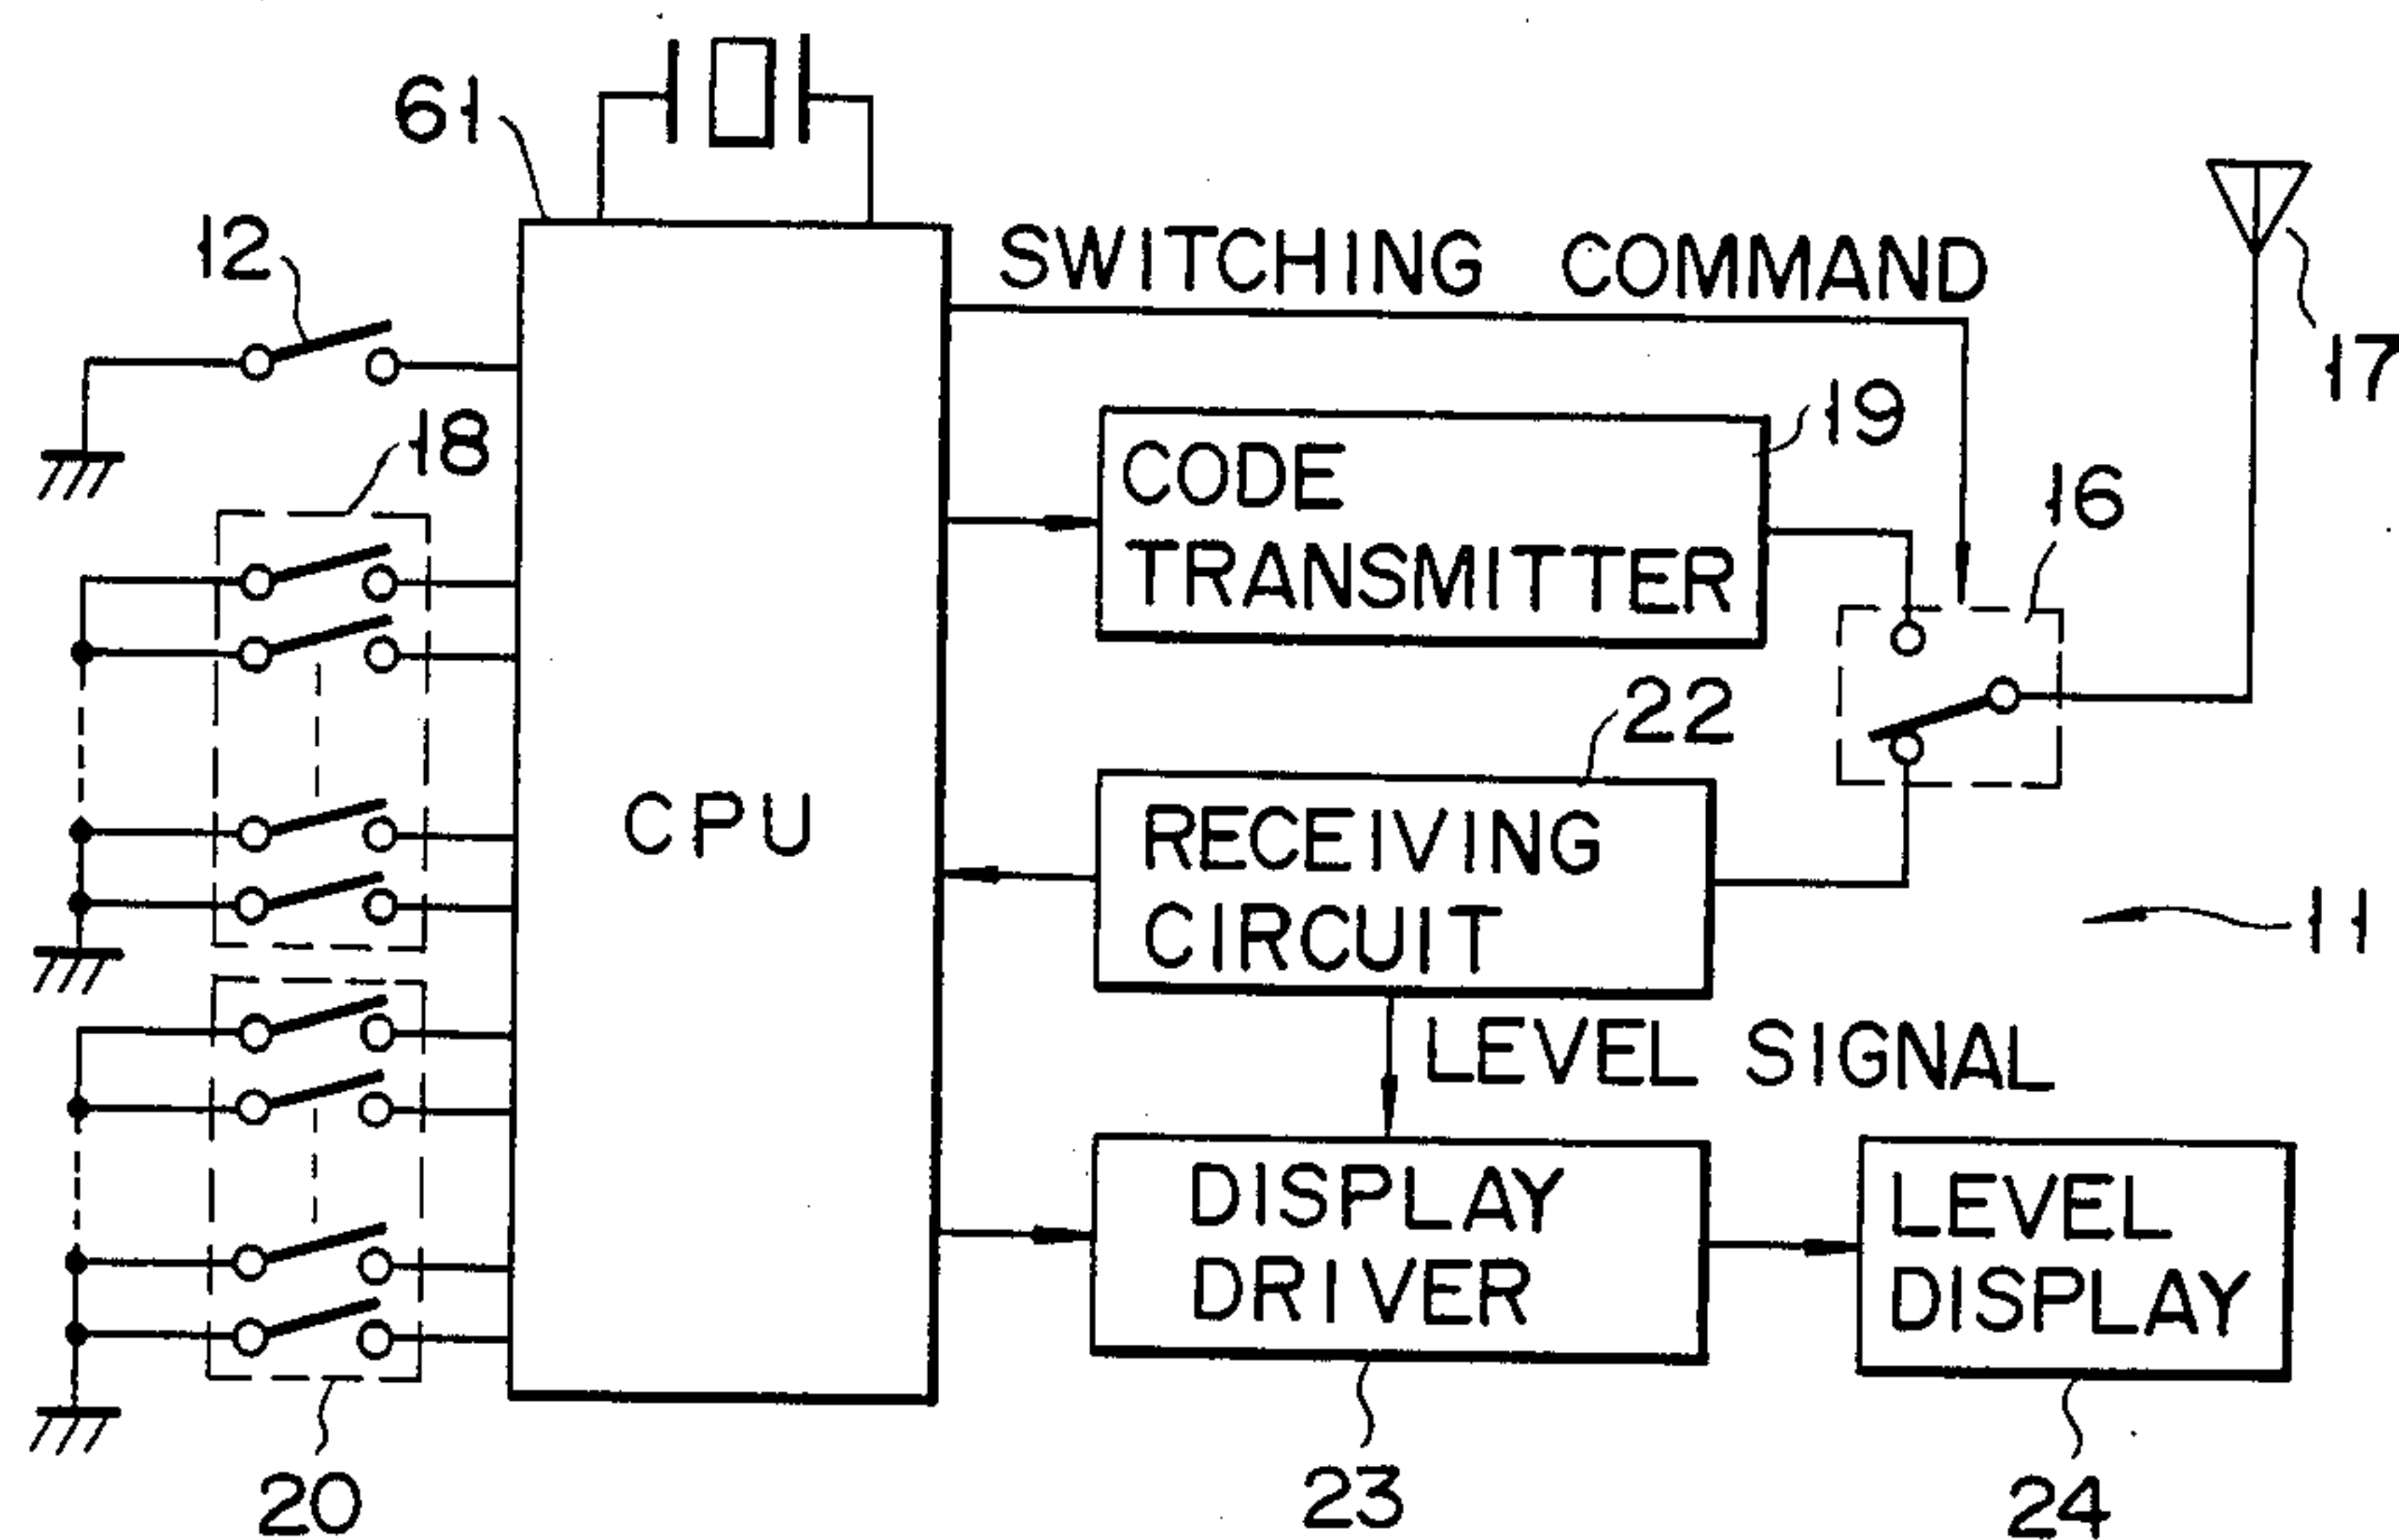 61
12
SWITCHING COMMAND
17
18
CODE
TRANSMITTER
19
16
22
CPU
RECEIVING
CIRCUIT
11
LEVEL SIGNAL
DISPLAY
DRIVER
LEVEL
DISPLAY
20
23
24